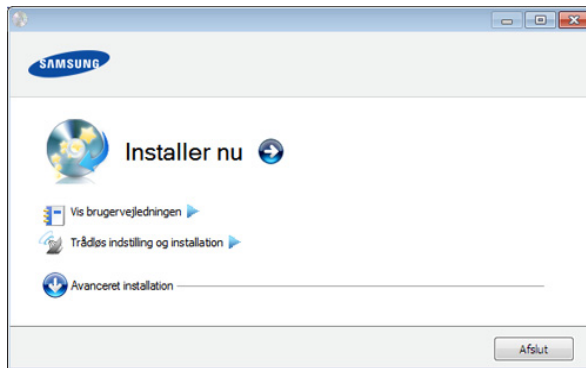 SAMSUNG
Installer nu
Vis brugervejledningen
Trådløs indstilling og installation
Avanceret installation
Afslut